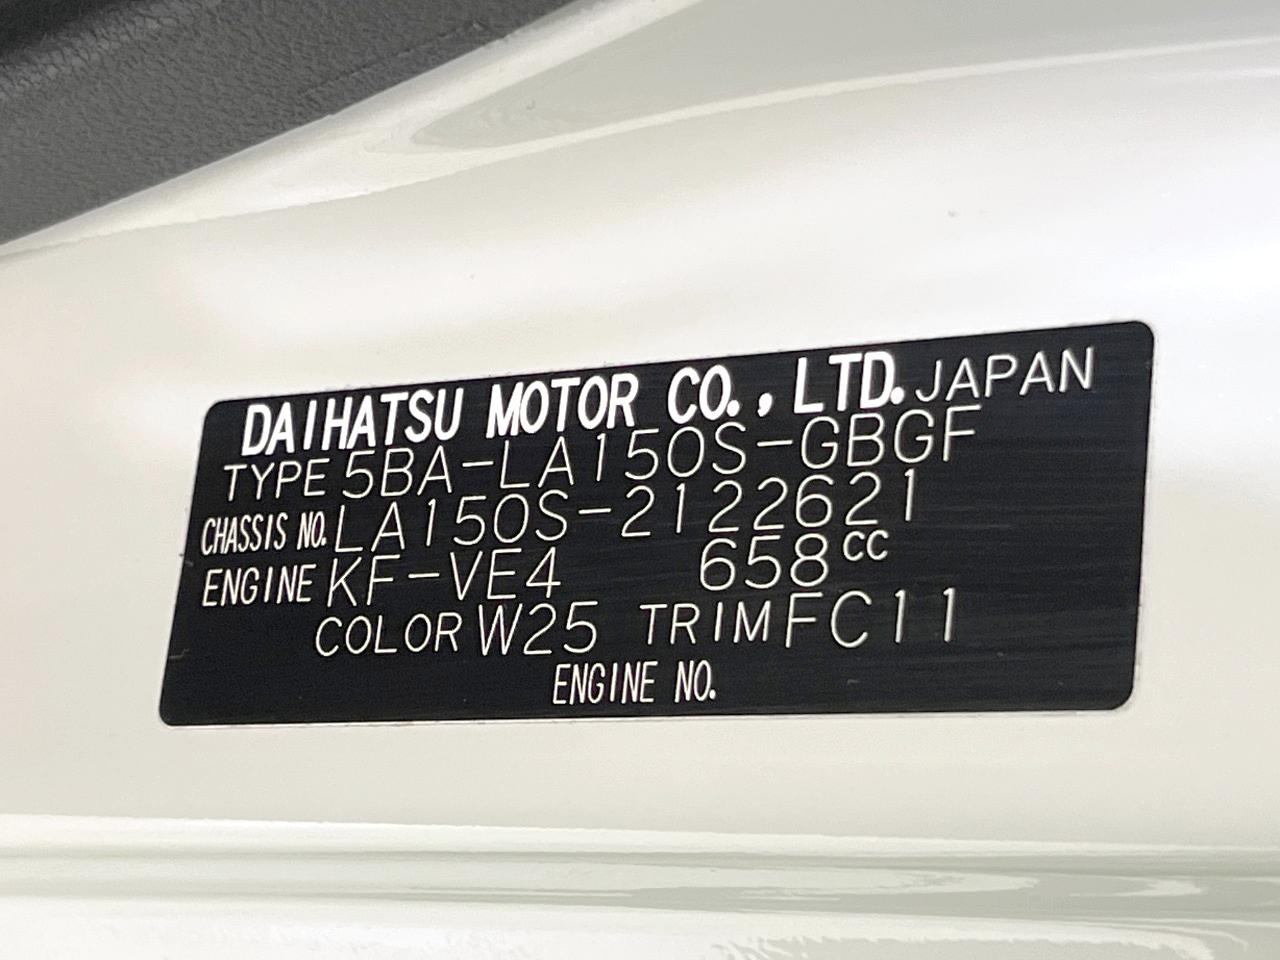 DAIHATSU MOTOR CO., LTD. JAPAN
TYPE 5BA-LA150S-GBGF
CHASSIS NO. LA150S-2122621
ENGINE KF-VE4 658cc
COLOR W25 TRIM FC11
ENGINE NO.